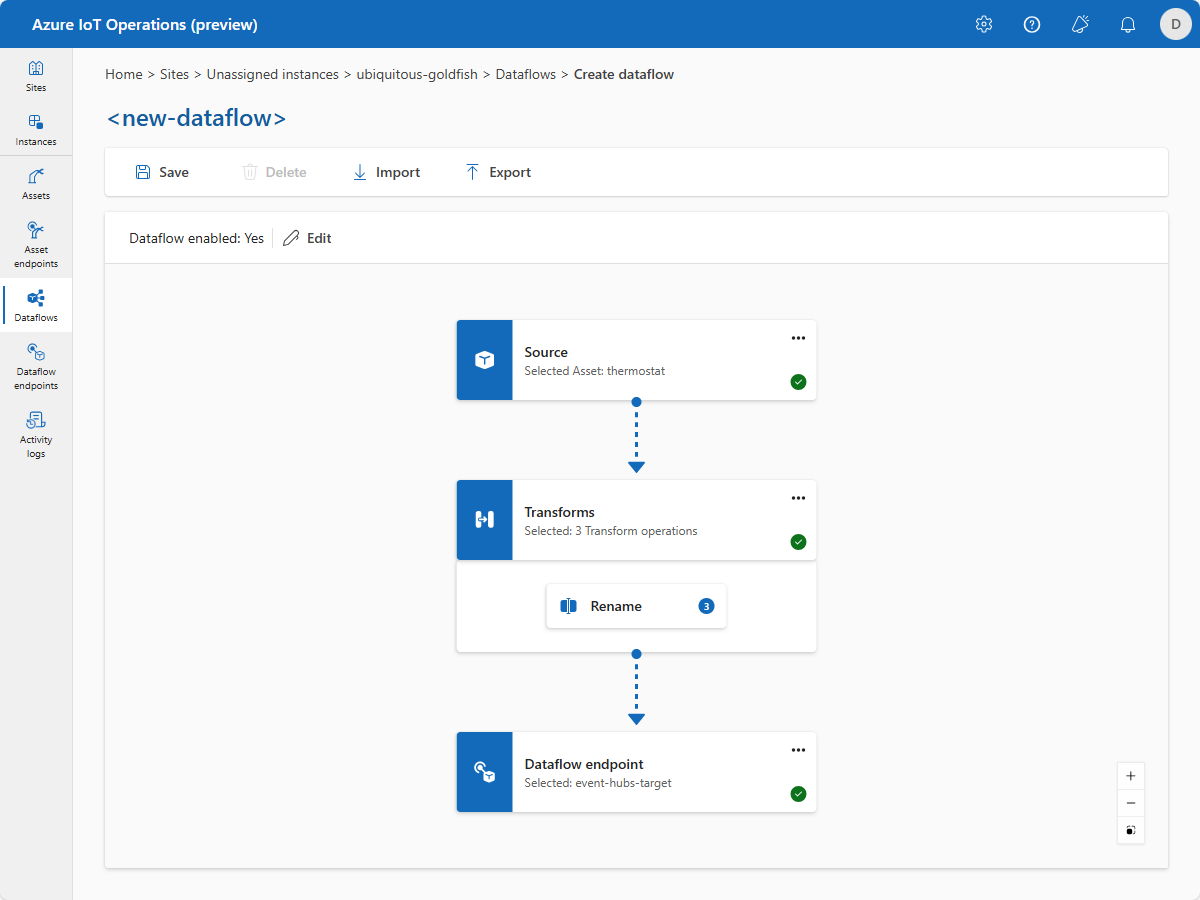 Azure IoT Operations (preview)
D
Sites
Instances
Assets
Asset
endpoints
Dataflows
Dataflow
endpoints
Activity
logs
Home > Sites > Unassigned instances > ubiquitous-goldfish > Dataflows > Create dataflow
<new-dataflow>
Save Delete Import Export
Dataflow enabled: Yes Edit
Source
Selected Asset: thermostat
Transforms
Selected: 3 Transform operations
Rename 3
Dataflow endpoint
Selected: event-hubs-target